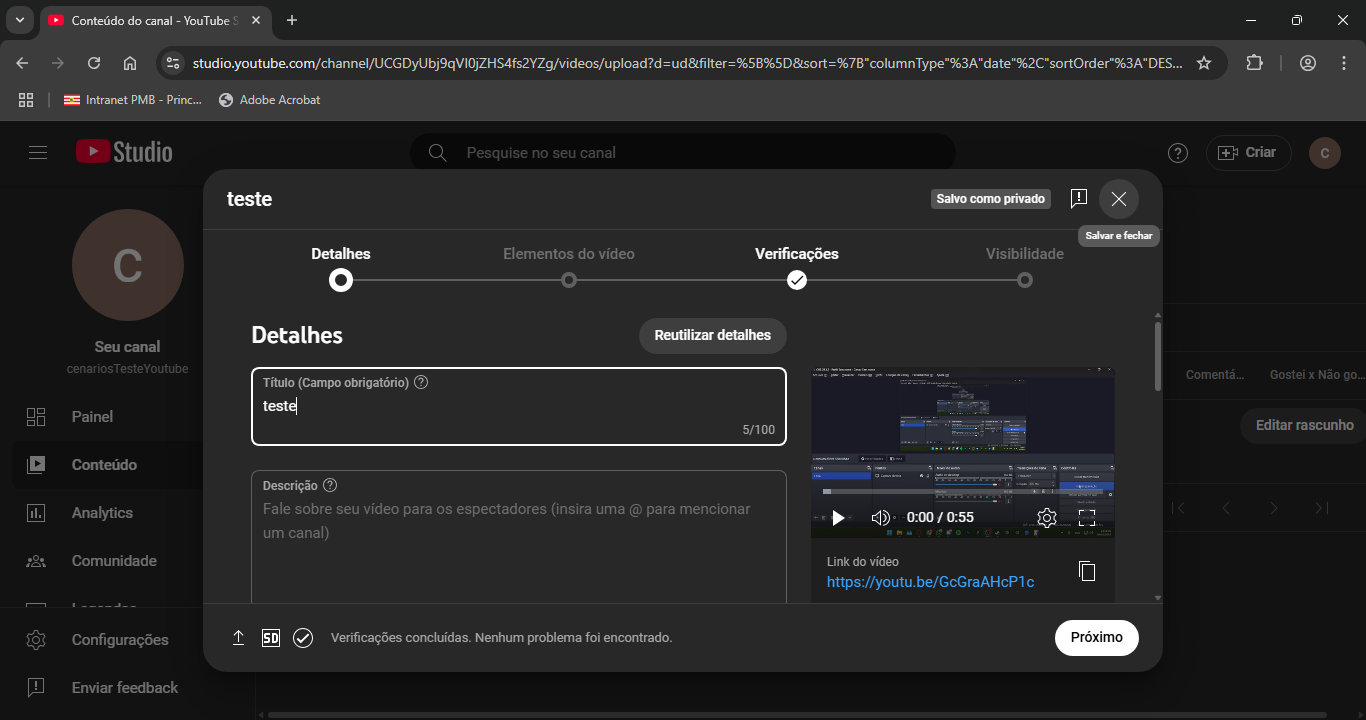 Conteúdo do canal - YouTube S
studio.youtube.com/channel/UCGDyUbj9qVI0jZHS4fs2YZg/videos/upload?d=ud&filter=%5B%5D&sort=%7B"columnType"%3A"date"%2C"sortOrder"%3A"DES...
Intranet PMB - Princ...
Adobe Acrobat
Studio
Pesquise no seu canal
Criar
C
teste
Salvo como privado
Salvar e fechar
Detalhes
Elementos do vídeo
Verificações
Visibilidade
C
Seu canal
cenariosTesteYoutube
Painel
Conteúdo
Analytics
Comunidade
Legendas
Configurações
Enviar feedback
Detalhes
Reutilizar detalhes
Título (Campo obrigatório)
teste
5/100
Descrição
Fale sobre seu vídeo para os espectadores (insira uma @ para mencionar
um canal)
0:00 / 0:55
Link do vídeo
https://youtu.be/GcGraAHcP1c
Comentá...
Gostei x Não go...
Editar rascunho
SD
Verificações concluídas. Nenhum problema foi encontrado.
Próximo